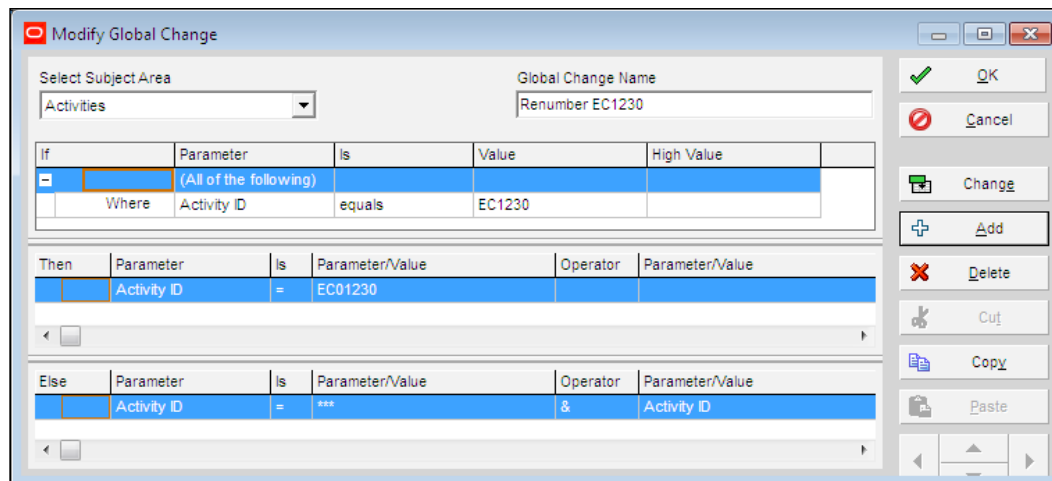 Modify Global Change
Select Subject Area Global Change Name
Activities Renumber EC1230
If Parameter Is Value High Value
(All of the following)
Where Activity ID equals EC1230
Then Parameter Is Parameter/Value Operator Parameter/Value
Activity ID = EC01230
Else Parameter Is Parameter/Value Operator Parameter/Value
Activity ID = *** & Activity ID
OK
Cancel
Change
Add
Delete
Cut
Copy
Paste